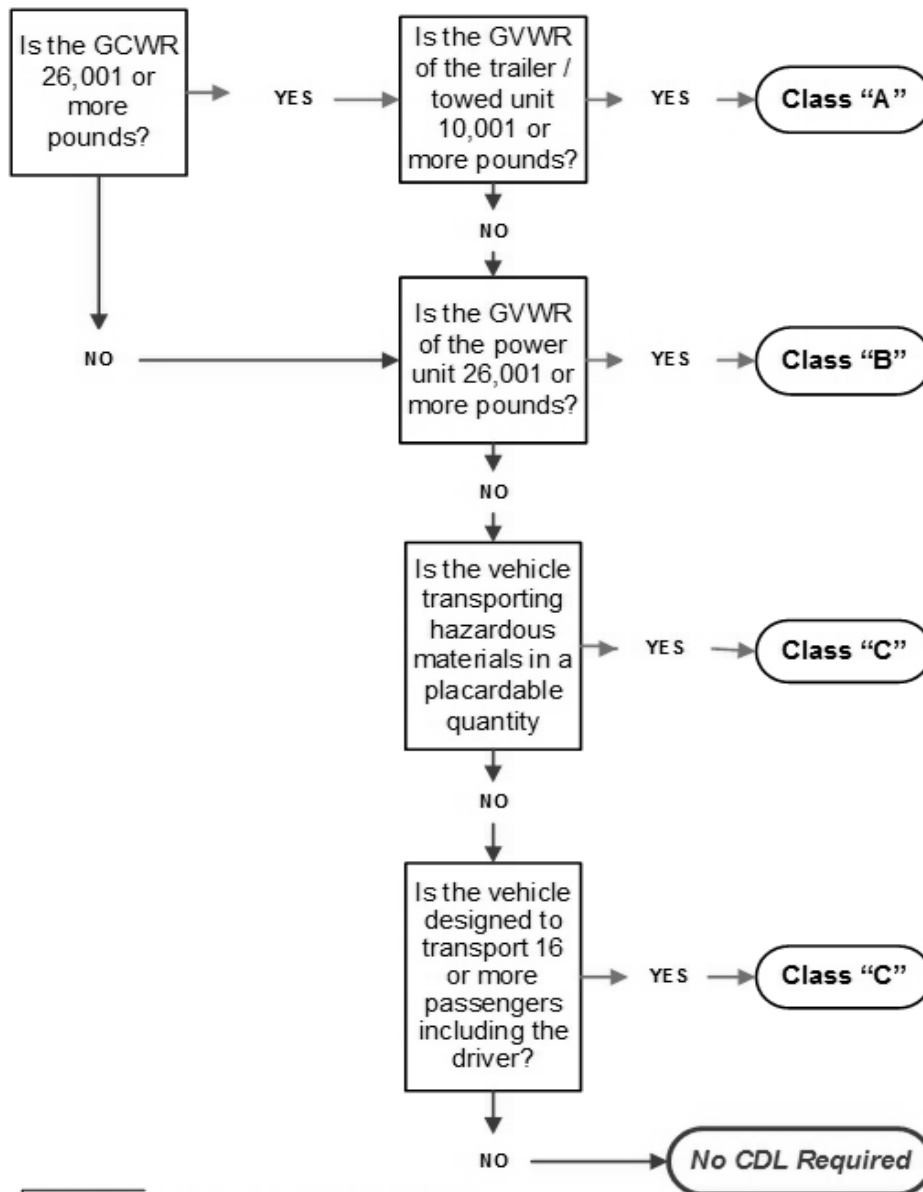 Is the GCWR
26,001 or
more
pounds?
YES
Is the GVWR
of the trailer /
towed unit
10,001 or
more pounds?
YES
Class “A”
NO
NO
Is the GVWR
of the power
unit 26,001 or
more pounds?
YES
Class “B”
NO
Is the vehicle
transporting
hazardous
materials in a
placardable
quantity
YES
Class “C”
NO
Is the vehicle
designed to
transport 16
or more
passengers
including the
driver?
YES
Class “C”
NO
No CDL Required